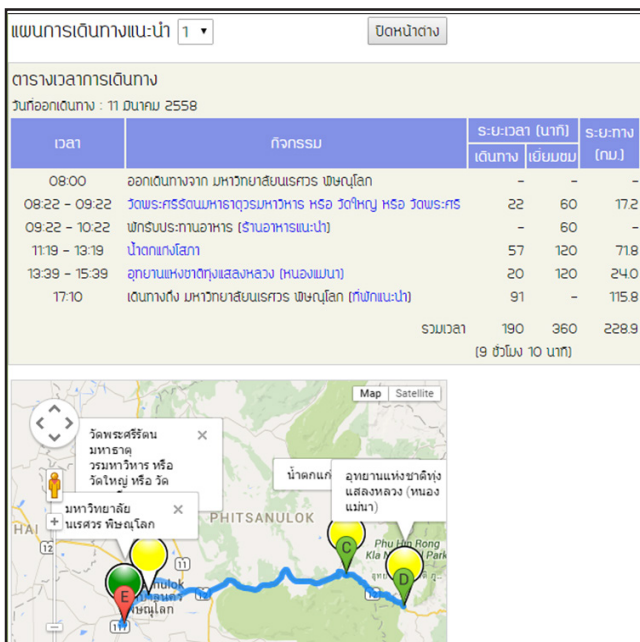 แผนการเดินทางแนะนำ 1 ปิดหน้าต่าง
ตารางเวลาการเดินทาง
วันที่ออกเดินทาง : 11 มีนาคม 2558
เวลา กิจกรรม ระยะเวลา (นาที) ระยะทาง (กม.)
เดินทาง เยี่ยมชม
08:00 ออกเดินทางจาก มหาวิทยาลัยนเรศวร พิษณุโลก - - -
08:22 - 09:22 วัดพระศรีรัตนมหาธาตุวรมหาวิหาร หรือ วัดใหญ่ หรือ วัดพระศรี 22 60 17.2
09:22 - 10:22 พักรับประทานอาหาร (ร้านอาหารแนะนำ) - 60 -
11:19 - 13:19 น้ำตกแก่งโสภา 57 120 71.8
13:39 - 15:39 อุทยานแห่งชาติทุ่งแสลงหลวง (หนองแม่นา) 20 120 24.0
17:10 เดินทางถึง มหาวิทยาลัยนเรศวร พิษณุโลก (ที่พักแนะนำ) 91 - 115.8
รวมเวลา 190 360 228.9
(9 ชั่วโมง 10 นาที)
Map Satellite
วัดพระศรีรัตน
มหาธาตุ
วรมหาวิหาร หรือ
วัดใหญ่ หรือ วัด
น้ำตกแก่
อุทยานแห่งชาติทุ่ง
แสลงหลวง (หนอง
แม่นา)
มหาวิทยาลัย
นเรศวร พิษณุโลก
PHITSANULOK
HAI
12
11
Phu Hin Rong
Kla Park
C
D
E
12
12
117